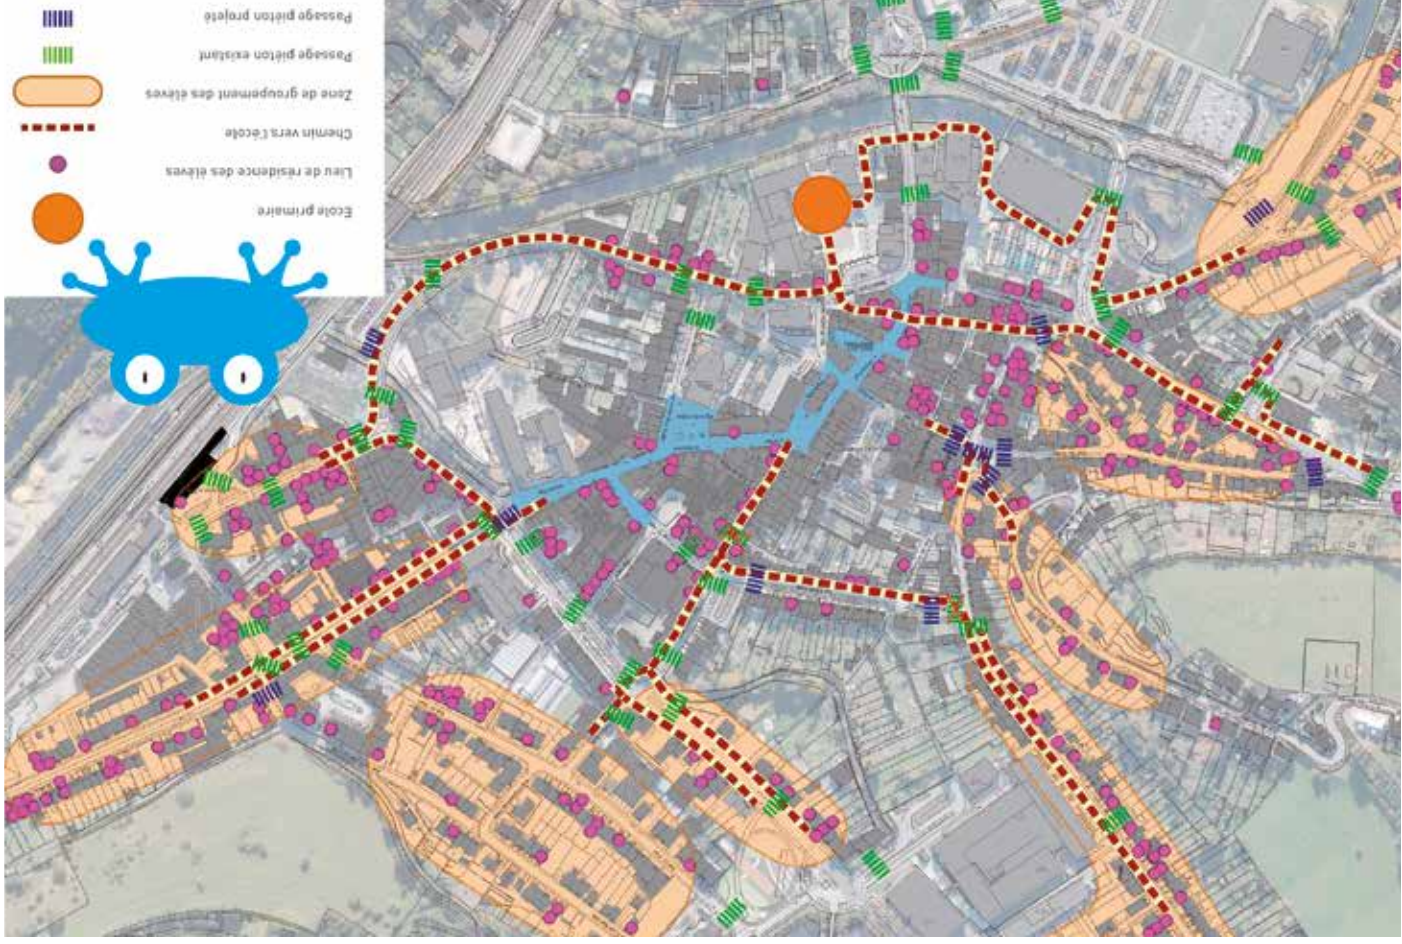 Ecole primaire
Lieu de résidence des élèves
Chemin vers l'école
Zone de groupement des élèves
Passage piéton existant
Passage piéton projeté